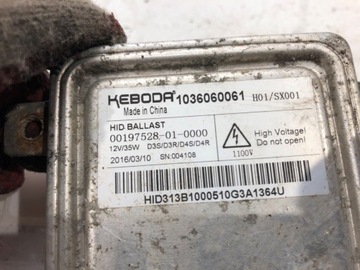 KEBODA 1036060061 H01/SX001
Made in China
HID BALLAST
00197528-01-0000
12V/35W D3S/D3R/D4S/D4R
2016/03/10 SN:004108
High Voltage!
Do not open!
1100V
HID313B1000510G3A1364U